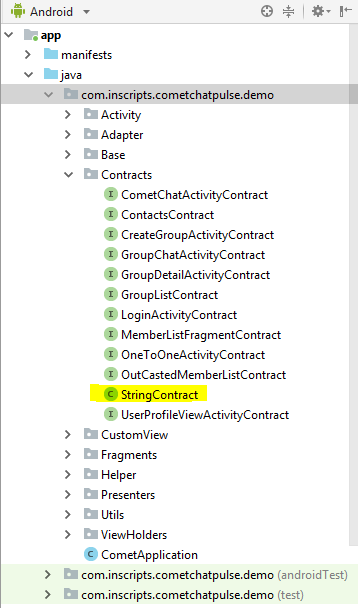 Android
app
manifests
java
com.inscripts.cometchatpulse.demo
Activity
Adapter
Base
Contracts
I CometChatActivityContract
I ContactsContract
I CreateGroupActivityContract
I GroupChatActivityContract
I GroupDetailActivityContract
I GroupListContract
I LoginActivityContract
I MemberListFragmentContract
I OneToOneActivityContract
I OutCastedMemberListContract
C StringContract
I UserProfileViewActivityContract
CustomView
Fragments
Helper
Presenters
Utils
ViewHolders
C CometApplication
com.inscripts.cometchatpulse.demo (androidTest)
com.inscripts.cometchatpulse.demo (test)